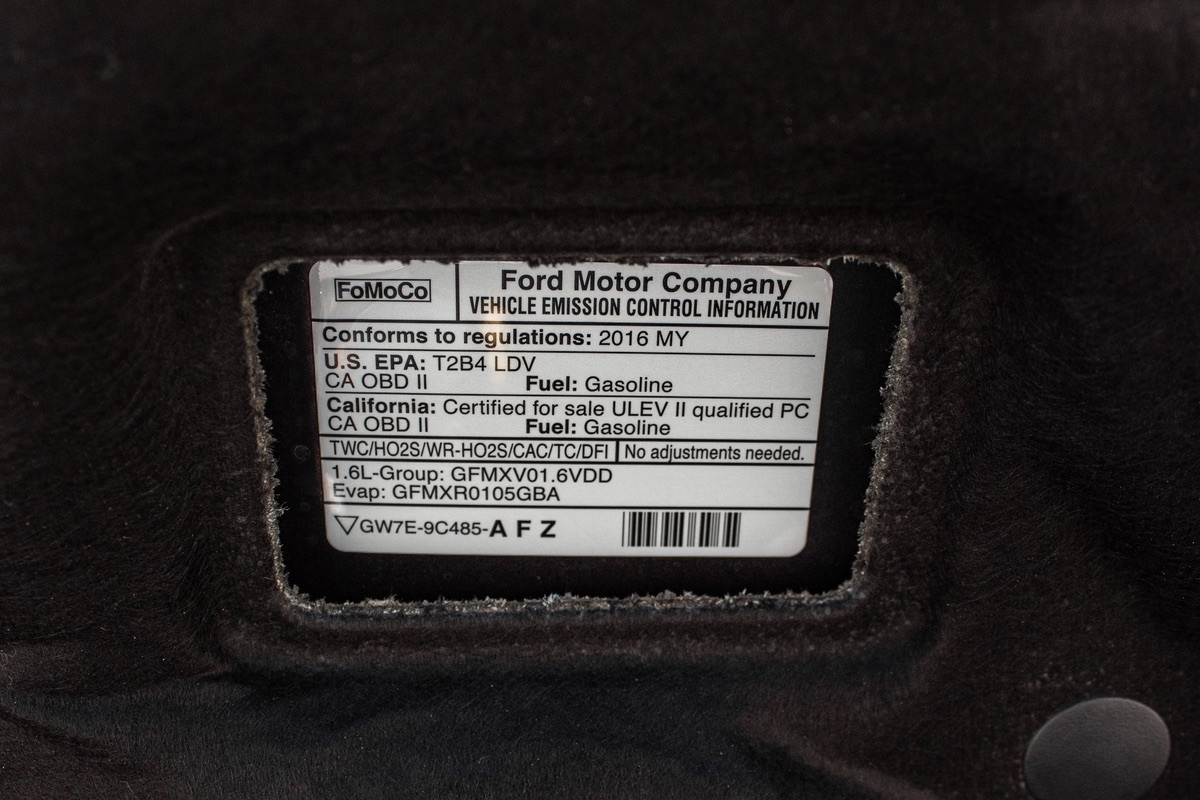 FoMoCo
Ford Motor Company
VEHICLE EMISSION CONTROL INFORMATION
Conforms to regulations: 2016 MY
U.S. EPA: T2B4 LDV
CA OBD II Fuel: Gasoline
California: Certified for sale ULEV II qualified PC
CA OBD II Fuel: Gasoline
TWC/HO2S/WR-HO2S/CAC/TC/DFI No adjustments needed.
1.6L-Group: GFMXV01.6VDD
Evap: GFMXR0105GBA
GW7E-9C485-A F Z